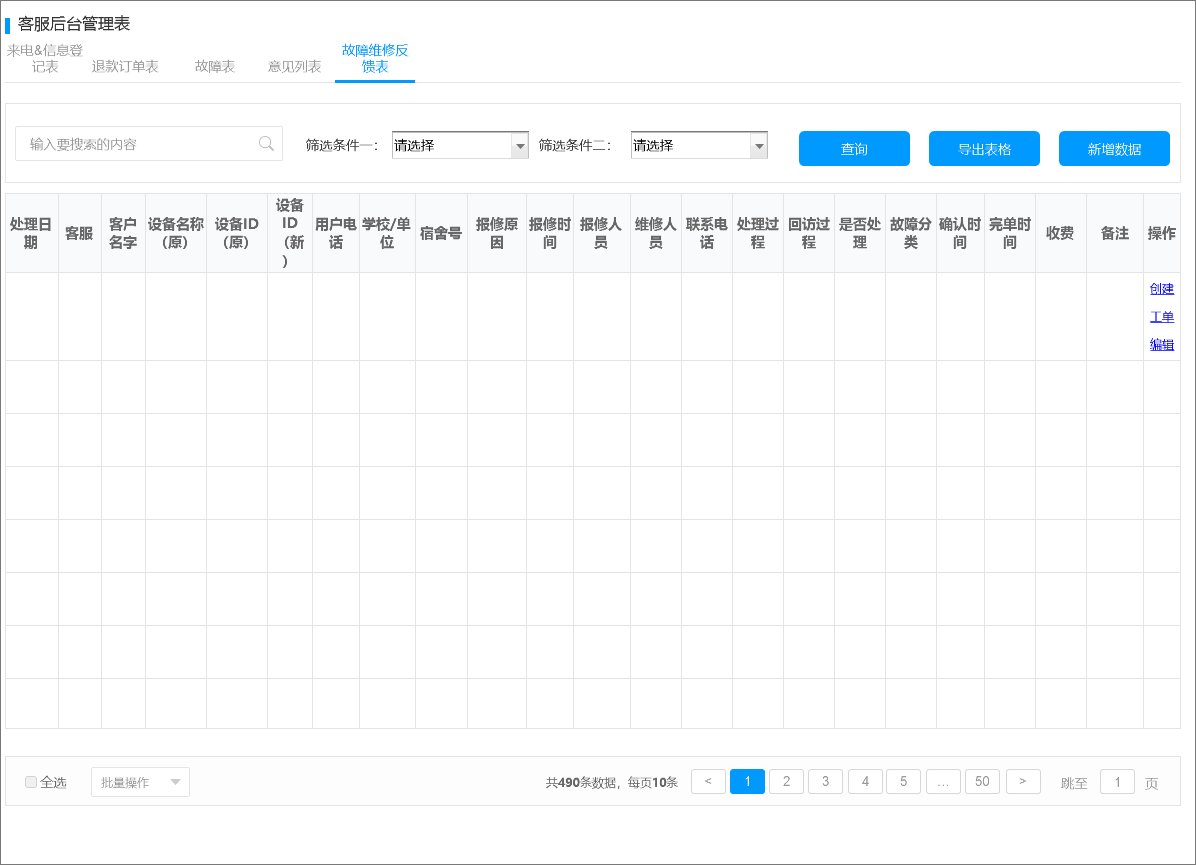 客服后台管理表
来电&信息登
记表
退款订单表
故障表
意见列表
故障维修反
馈表
输入要搜索的内容
筛选条件一：
请选择
筛选条件二：
请选择
查询
导出表格
新增数据
处理日
期
客服
客户
名字
设备名称
（原）
设备ID
（原）
设备
ID
（新
）
用户电
话
学校/单
位
宿舍号
报修原
因
报修时
间
报修人
员
维修人
员
联系电
话
处理过
程
回访过
程
是否处
理
故障分
类
确认时
间
完单时
间
收费
备注
操作
创建
工单
编辑
全选
批量操作
共490条数据，每页10条
<
1
2
3
4
5
...
50
>
跳至
1
页